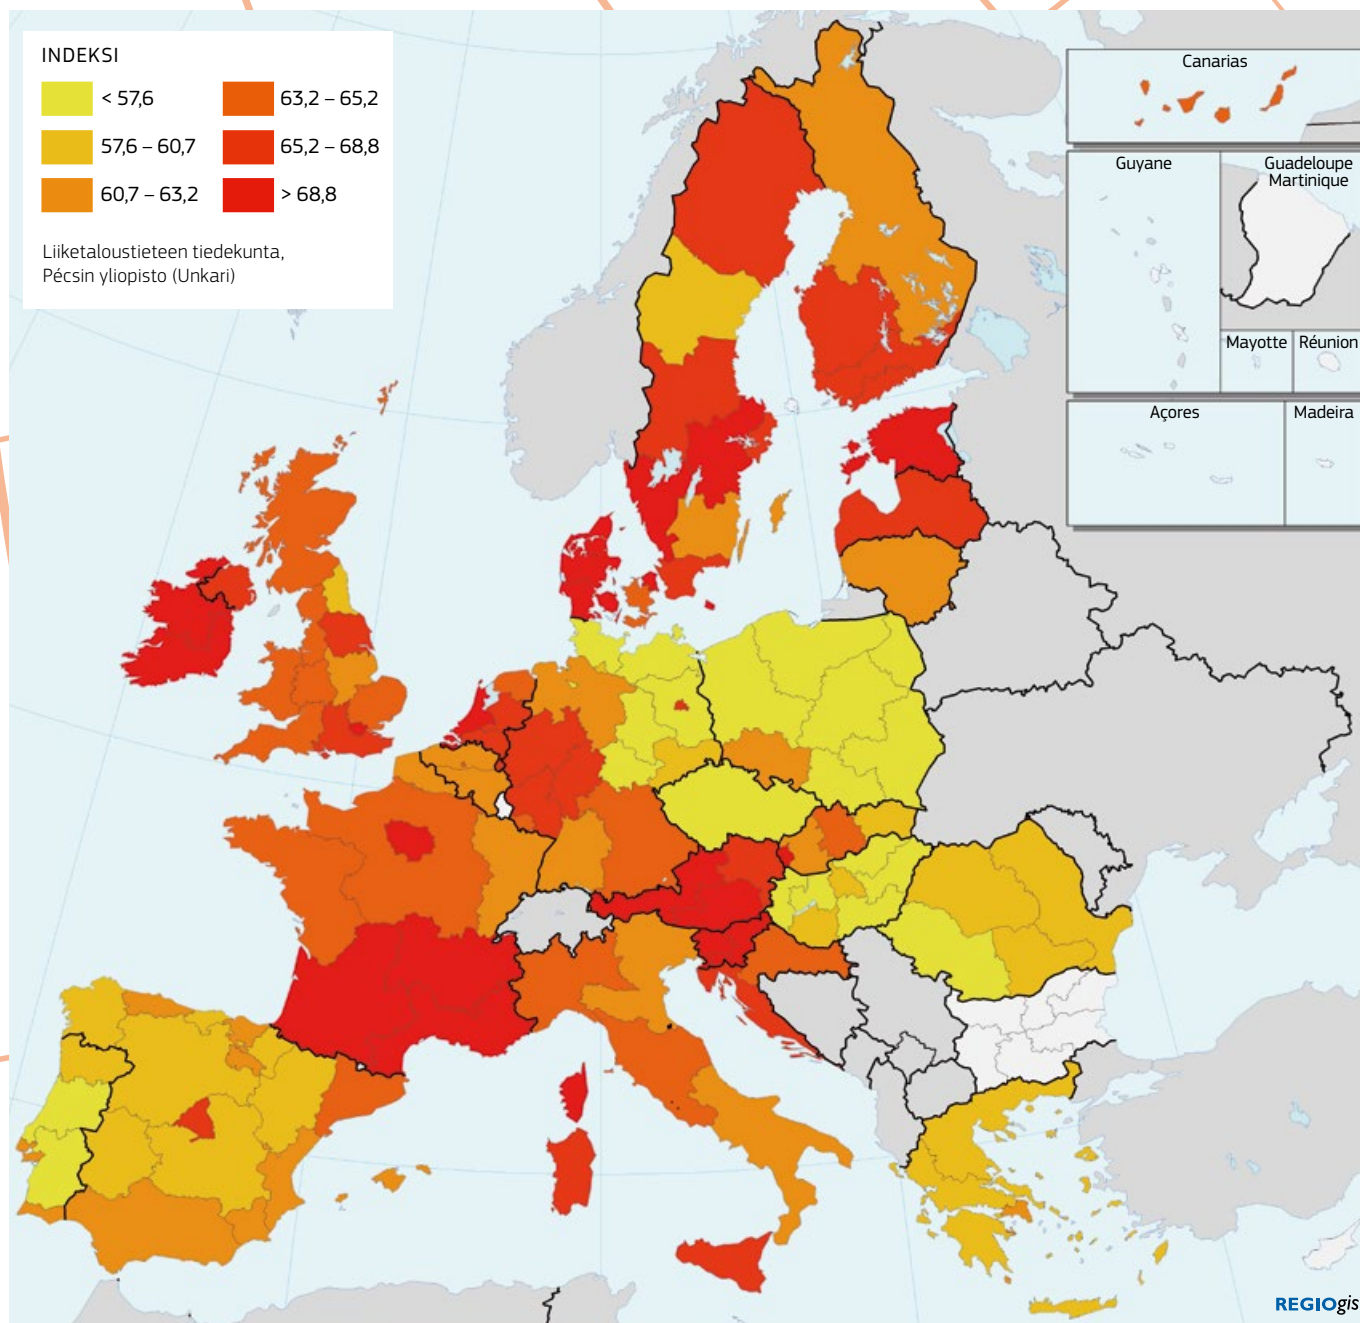 INDEKSI
< 57,6
57,6 – 60,7
60,7 – 63,2
63,2 – 65,2
65,2 – 68,8
> 68,8
Liiketaloustieteen tiedekunta,
Pécsin yliopisto (Unkari)
Canarias
Guyane
Guadeloupe
Martinique
Mayotte
Réunion
Açores
Madeira
REGIOgis